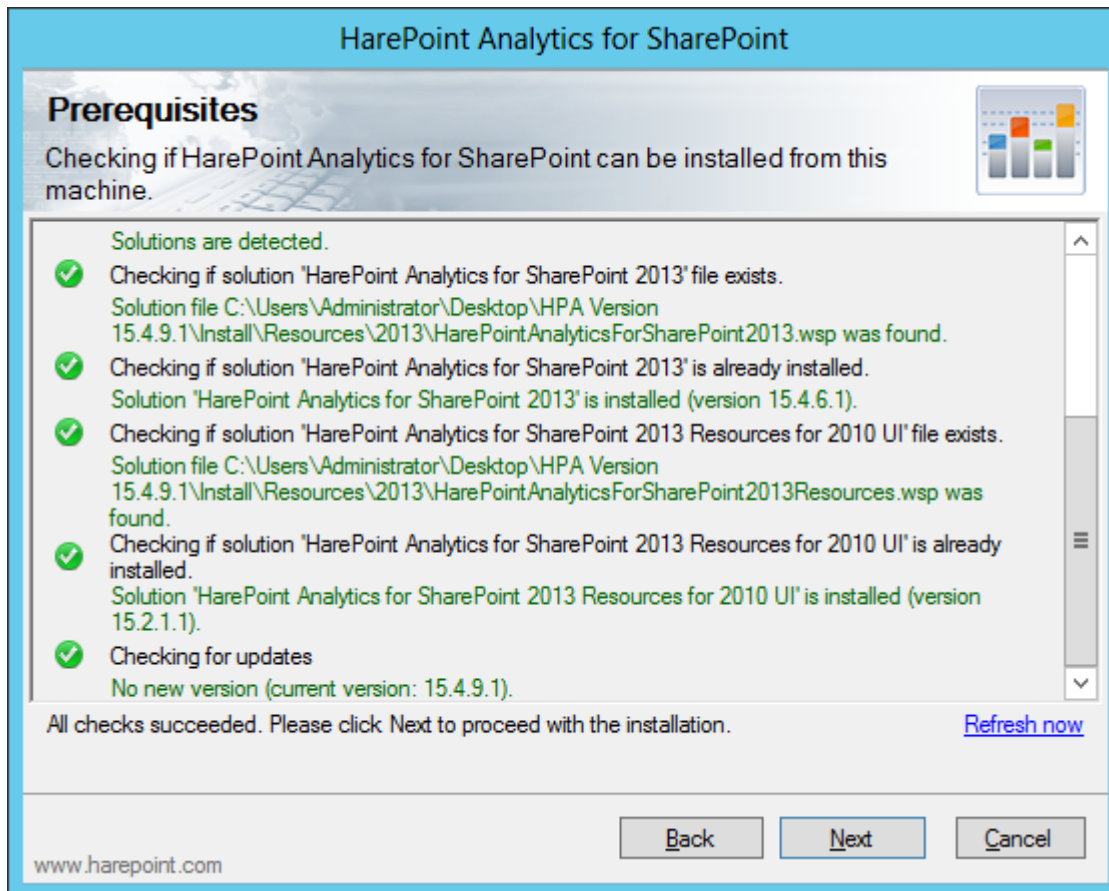 HarePoint Analytics for SharePoint
Prerequisites
Checking if HarePoint Analytics for SharePoint can be installed from this
machine.
Solutions are detected.
Checking if solution 'HarePoint Analytics for SharePoint 2013' file exists.
Solution file C:\Users\Administrator\Desktop\HPA Version
15.4.9.1\Install\Resources\2013\HarePointAnalyticsForSharePoint2013.wsp was found.
Checking if solution 'HarePoint Analytics for SharePoint 2013' is already installed.
Solution 'HarePoint Analytics for SharePoint 2013' is installed (version 15.4.6.1).
Checking if solution 'HarePoint Analytics for SharePoint 2013 Resources for 2010 UI' file exists.
Solution file C:\Users\Administrator\Desktop\HPA Version
15.4.9.1\Install\Resources\2013\HarePointAnalyticsForSharePoint2013Resources.wsp was
found.
Checking if solution 'HarePoint Analytics for SharePoint 2013 Resources for 2010 UI' is already
installed.
Solution 'HarePoint Analytics for SharePoint 2013 Resources for 2010 UI' is installed (version
15.2.1.1).
Checking for updates
No new version (current version: 15.4.9.1).
All checks succeeded. Please click Next to proceed with the installation.
Refresh now
Back
Next
Cancel
www.harepoint.com